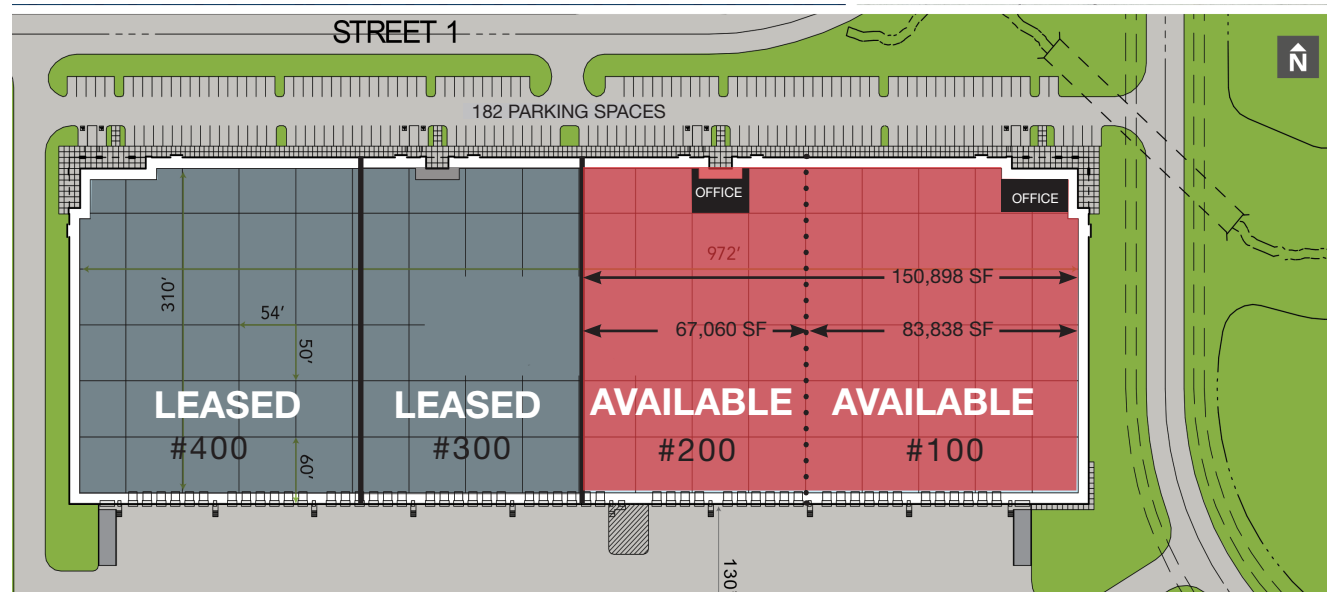 STREET 1
N
182 PARKING SPACES
OFFICE
OFFICE
972'
150,898 SF
310'
54'
67,060 SF
83,838 SF
50'
LEASED
LEASED
AVAILABLE
AVAILABLE
#400
#300
#200
#100
60'
130'